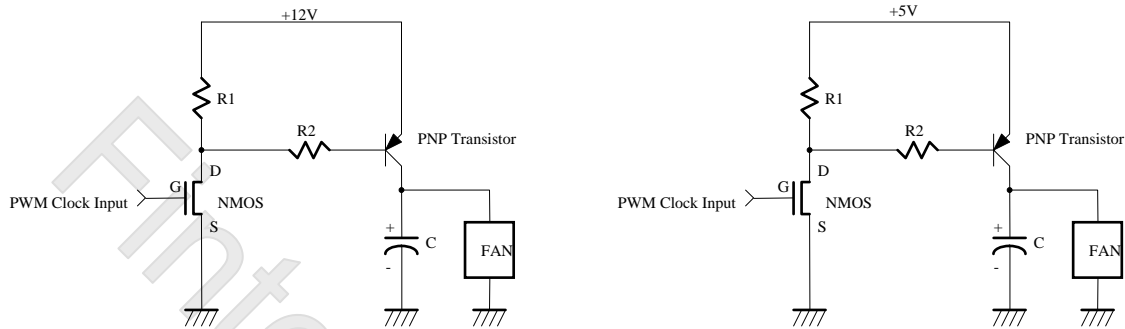 +12V
R1
R2
PNP Transistor
D
G
PWM Clock Input
NMOS
S
+
C
-
FAN
+5V
R1
R2
PNP Transistor
D
G
PWM Clock Input
NMOS
S
+
C
-
FAN
Finte